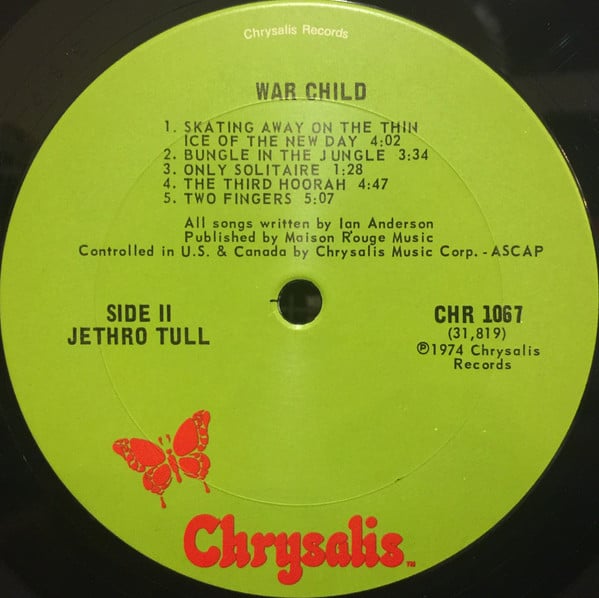 Chrysalis Records
WAR CHILD
1. SKATING AWAY ON THE THIN
ICE OF THE NEW DAY 4:02
2. BUNGLE IN THE JUNGLE 3:34
3. ONLY SOLITAIRE 1:28
4. THE THIRD HOORAH 4:47
5. TWO FINGERS 5:07
All songs written by Ian Anderson
Published by Maison Rouge Music
Controlled in U.S. & Canada by Chrysalis Music Corp. - ASCAP
SIDE II
JETHRO TULL
CHR 1067
(31,819)
℗1974 Chrysalis
Records
Chrysalis™